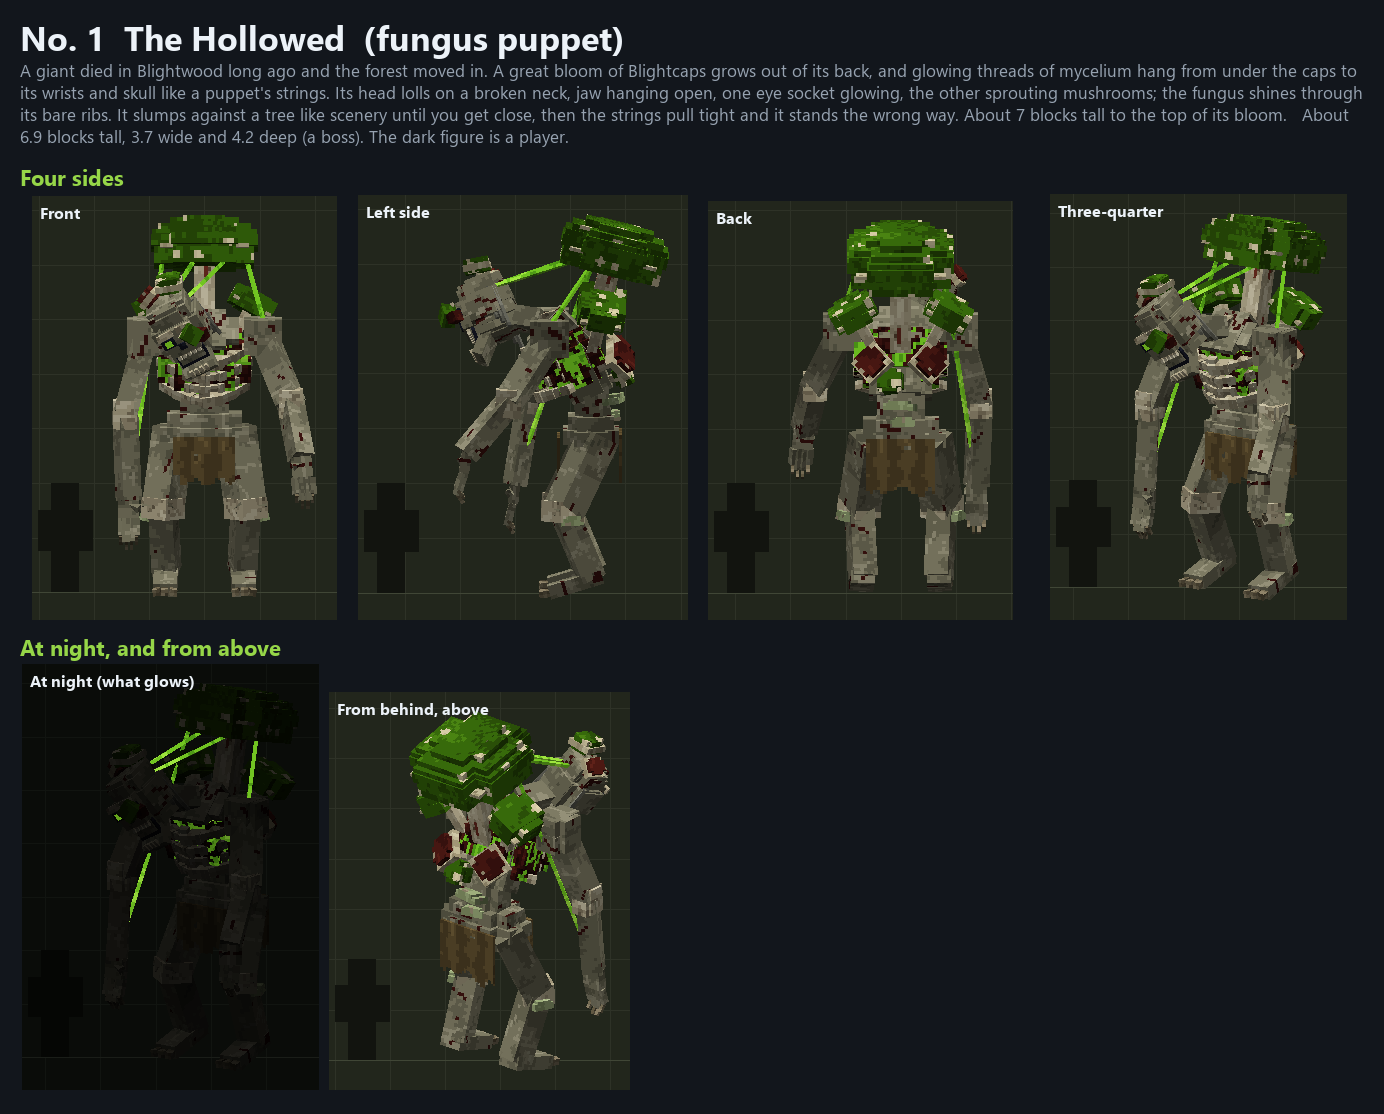 No. 1 The Hollowed (fungus puppet)
A giant died in Blightwood long ago and the forest moved in. A great bloom of Blightcaps grows out of its back, and glowing threads of mycelium hang from under the caps to
its wrists and skull like a puppet's strings. Its head lolls on a broken neck, jaw hanging open, one eye socket glowing, the other sprouting mushrooms; the fungus shines through
its bare ribs. It slumps against a tree like scenery until you get close, then the strings pull tight and it stands the wrong way. About 7 blocks tall to the top of its bloom. About
6.9 blocks tall, 3.7 wide and 4.2 deep (a boss). The dark figure is a player.
Four sides
Front
Left side
Back
Three-quarter
At night, and from above
At night (what glows)
From behind, above